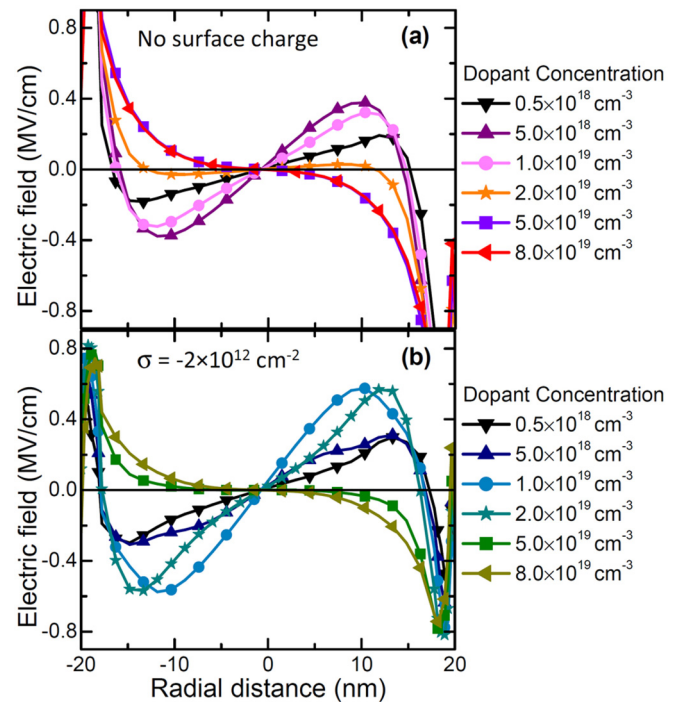 0.8
0.4
0.0
-0.4
-0.8
Electric field (MV/cm)
No surface charge
(a)
Dopant Concentration
0.5×10¹⁸ cm⁻³
5.0×10¹⁸ cm⁻³
1.0×10¹⁹ cm⁻³
2.0×10¹⁹ cm⁻³
5.0×10¹⁹ cm⁻³
8.0×10¹⁹ cm⁻³
0.8
0.4
0.0
-0.4
-0.8
Electric field (MV/cm)
σ = -2×10¹² cm⁻²
(b)
Dopant Concentration
0.5×10¹⁸ cm⁻³
5.0×10¹⁸ cm⁻³
1.0×10¹⁹ cm⁻³
2.0×10¹⁹ cm⁻³
5.0×10¹⁹ cm⁻³
8.0×10¹⁹ cm⁻³
-20 -10 0 10 20
Radial distance (nm)